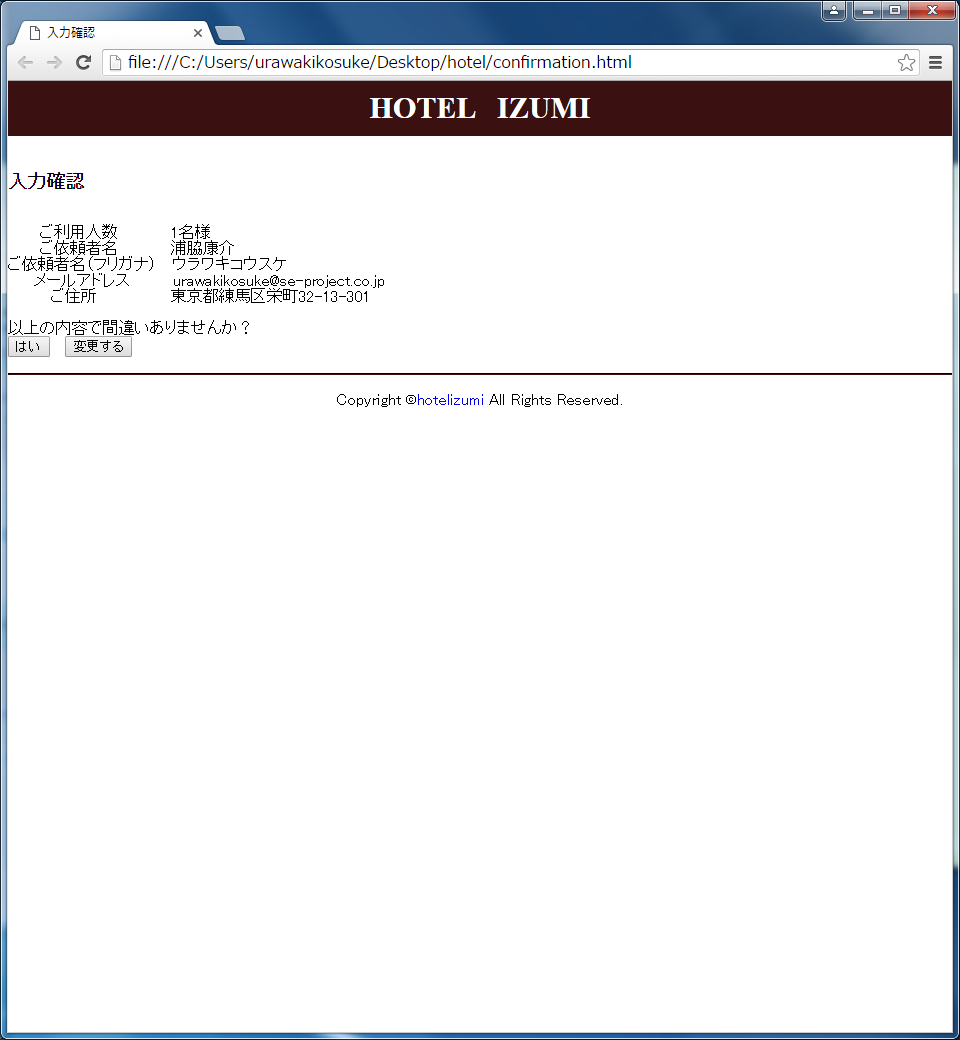 入力確認
file:///C:/Users/urawakikosuke/Desktop/hotel/confirmation.html
HOTEL IZUMI
入力確認
ご利用人数 1名様
ご依頼者名 浦脇康介
ご依頼者名(フリガナ) ウラワキコウスケ
メールアドレス urawakikosuke@se-project.co.jp
ご住所 東京都練馬区栄町32-13-301
以上の内容で間違いありませんか？
はい 変更する
Copyright ©hotelizumi All Rights Reserved.